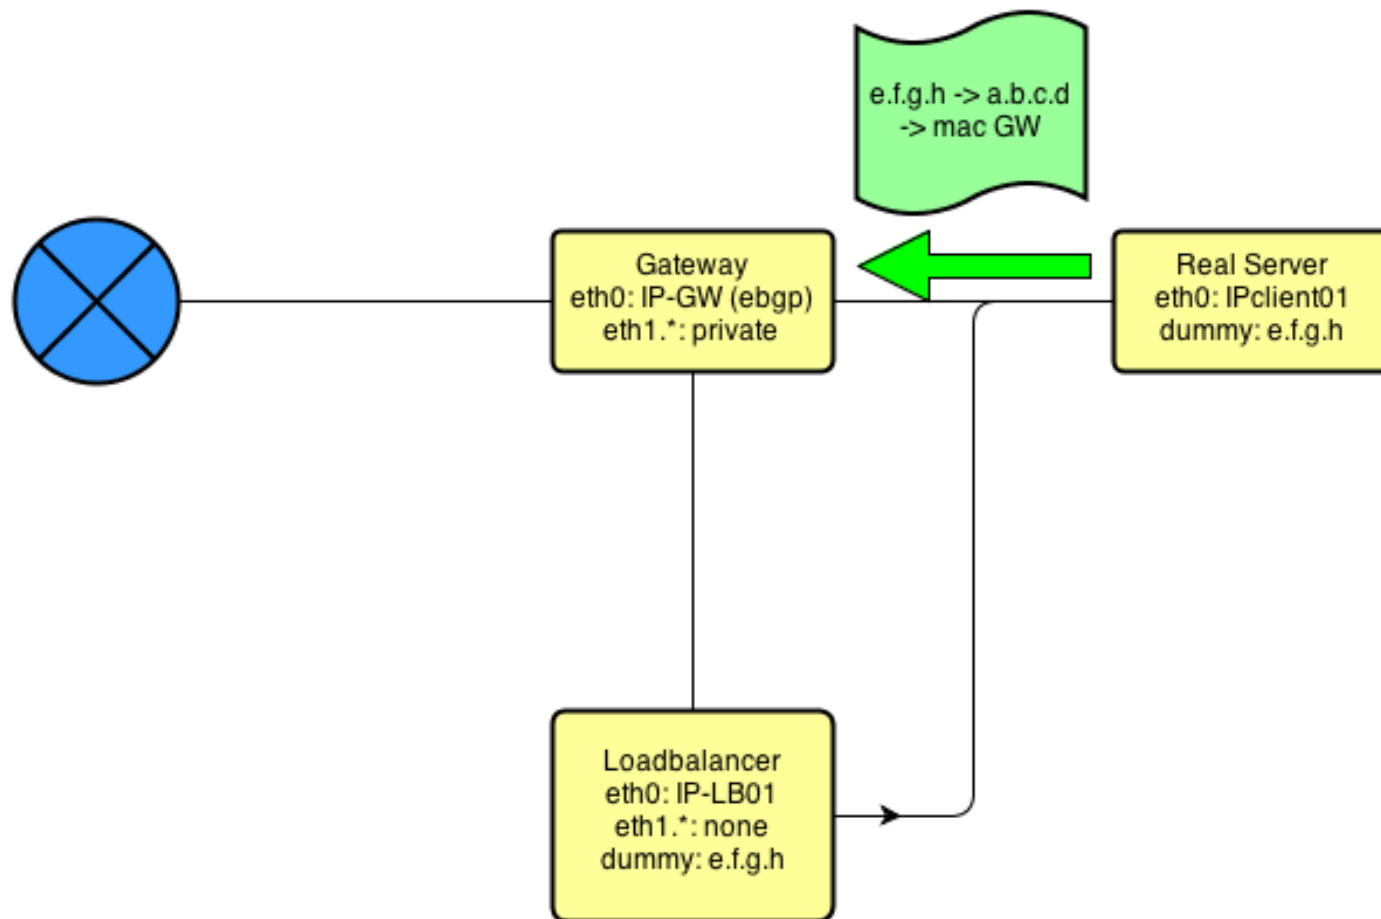 e.f.g.h -> a.b.c.d
-> mac GW
Gateway
eth0: IP-GW (ebgp)
eth1.*: private
Real Server
eth0: IPclient01
dummy: e.f.g.h
Loadbalancer
eth0: IP-LB01
eth1.*: none
dummy: e.f.g.h